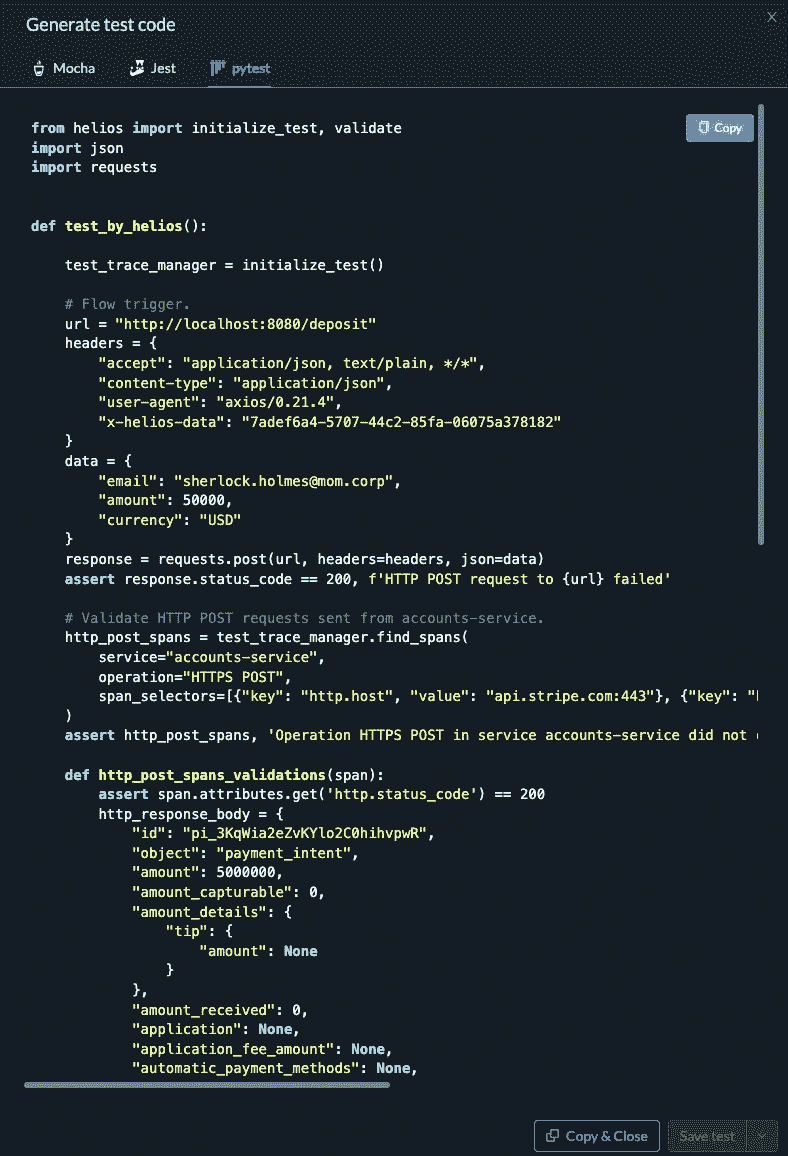 Generate test code
Mocha Jest pytest
Copy
from helios import initialize_test, validate
import json
import requests
def test_by_helios():
test_trace_manager = initialize_test()
# Flow trigger.
url = "http://localhost:8080/deposit"
headers = {
"accept": "application/json, text/plain, */*",
"content-type": "application/json",
"user-agent": "axios/0.21.4",
"x-helios-data": "7adef6a4-5707-44c2-85fa-06075a378182"
}
data = {
"email": "sherlock.holmes@mom.corp",
"amount": 50000,
"currency": "USD"
}
response = requests.post(url, headers=headers, json=data)
assert response.status_code == 200, f'HTTP POST request to {url} failed'
# Validate HTTP POST requests sent from accounts-service.
http_post_spans = test_trace_manager.find_spans(
service="accounts-service",
operation="HTTPS POST",
span_selectors=[{"key": "http.host", "value": "api.stripe.com:443"}, {"key": "
)
assert http_post_spans, 'Operation HTTPS POST in service accounts-service did not
def http_post_spans_validations(span):
assert span.attributes.get('http.status_code') == 200
http_response_body = {
"id": "pi_3KqWia2eZvKYlo2C0hihvpwR",
"object": "payment_intent",
"amount": 5000000,
"amount_capturable": 0,
"amount_details": {
"tip": {
"amount": None
}
},
"amount_received": 0,
"application": None,
"application_fee_amount": None,
"automatic_payment_methods": None,
Copy & Close Save test